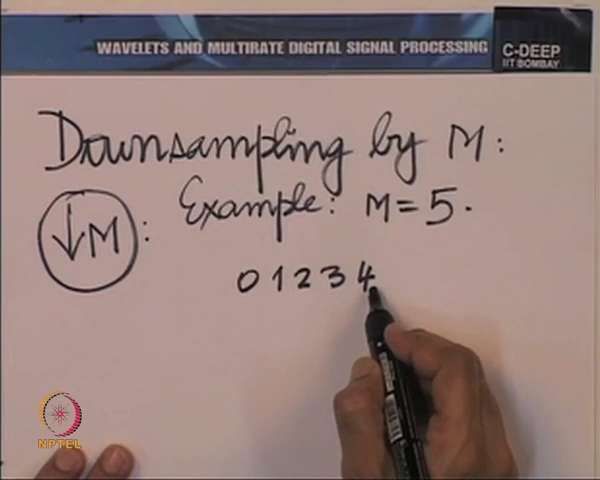 WAVELETS AND MULTIRATE DIGITAL SIGNAL PROCESSING
C-DEEP
IIT BOMBAY
Downsampling by M:
↓M : Example: M=5.
0 1 2 3 4
NPTEL